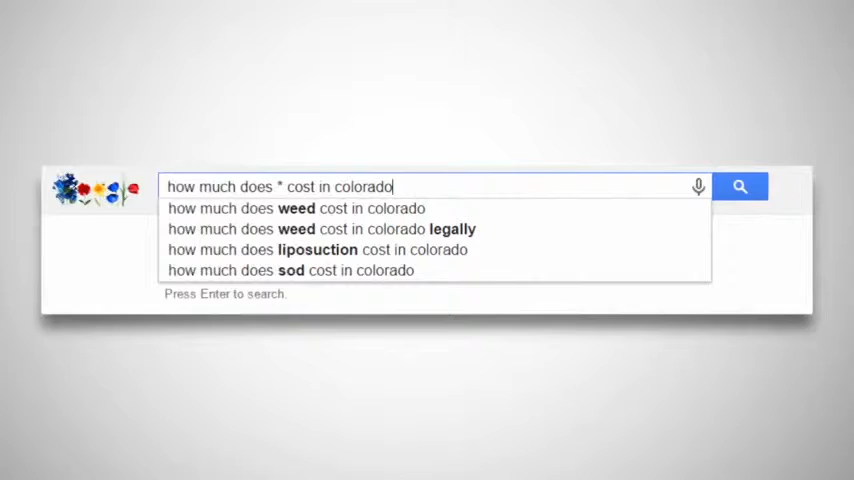 how much does * cost in colorado
how much does weed cost in colorado
how much does weed cost in colorado legally
how much does liposuction cost in colorado
how much does sod cost in colorado
Press Enter to search.